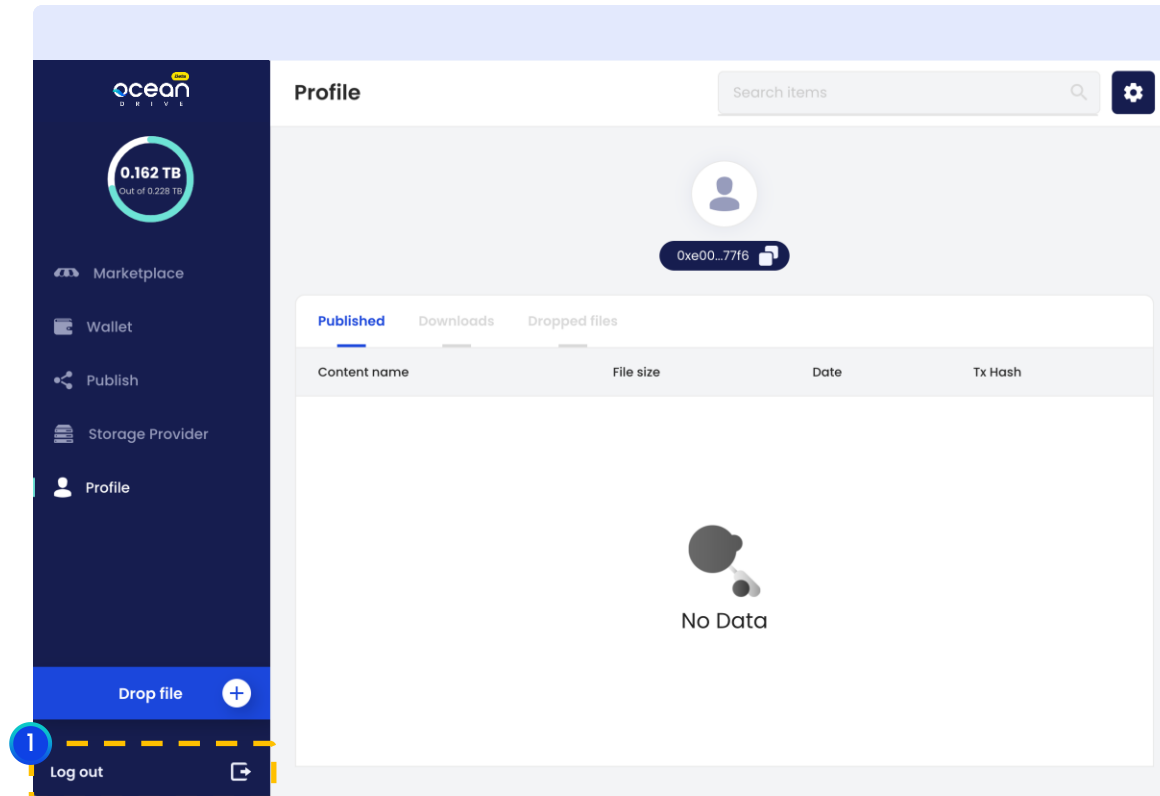 Beta
ocean
DRIVE
0.162 TB
Out of 0.228 TB
Marketplace
Wallet
Publish
Storage Provider
Profile
Drop file
1
Log out
Profile
Search items
0xe00...77f6
Published Downloads Dropped files
Content name File size Date Tx Hash
No Data